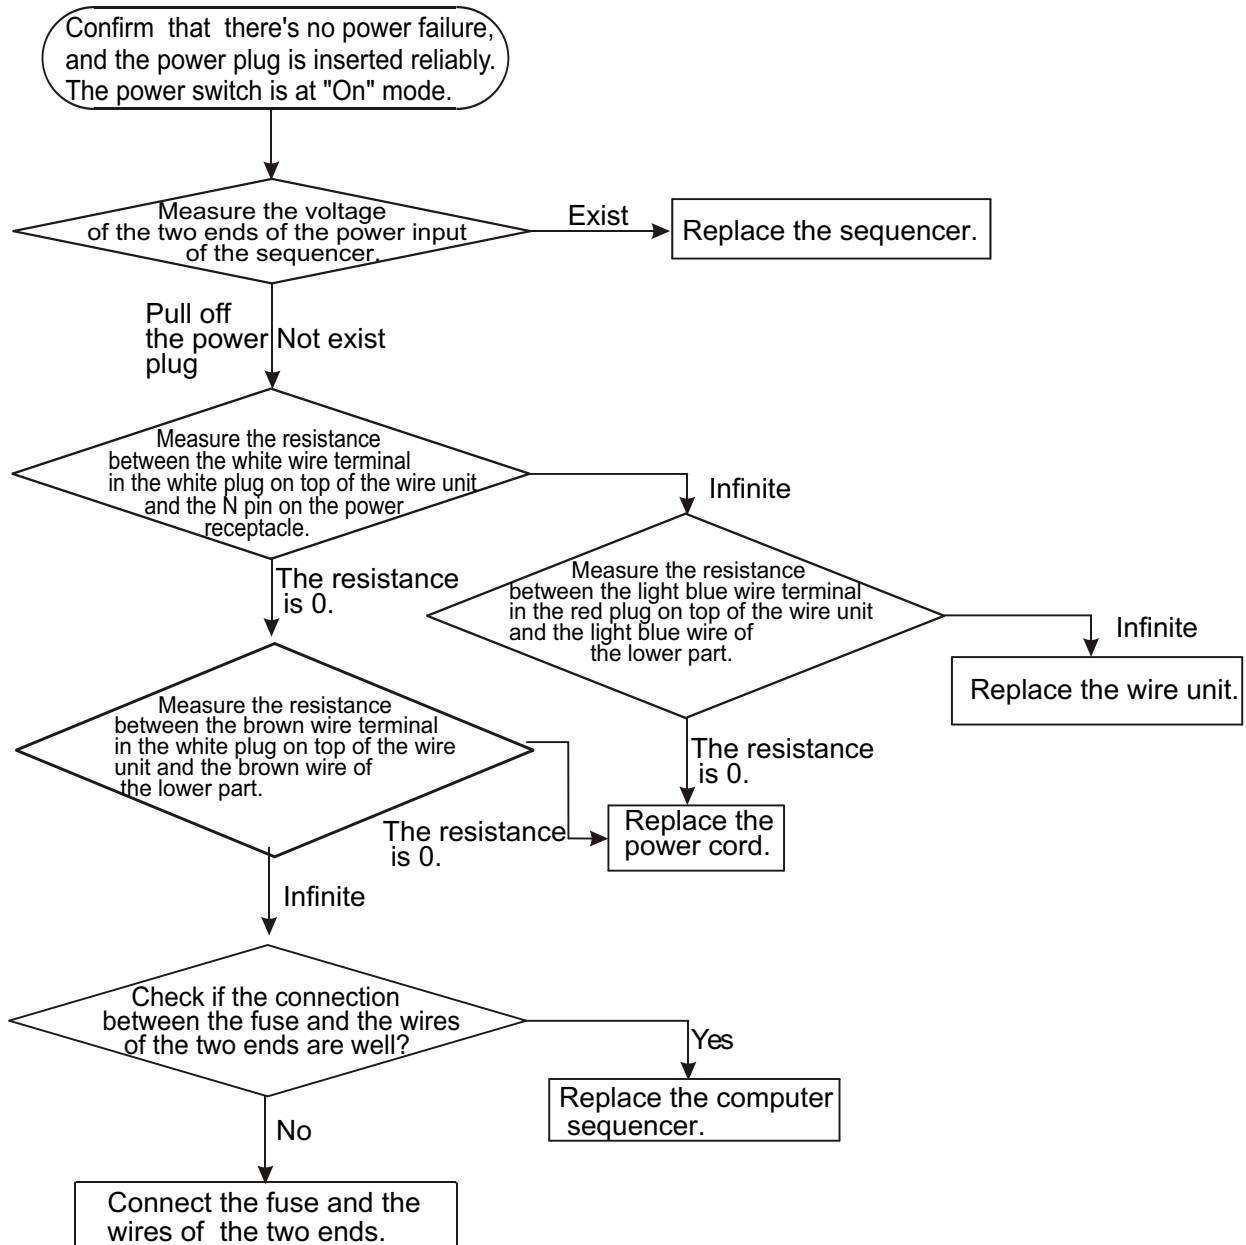 Confirm that there's no power failure,
and the power plug is inserted reliably.
The power switch is at "On" mode.
Measure the voltage
of the two ends of the power input
of the sequencer.
Exist
Replace the sequencer.
Pull off
the power
plug
Not exist
Measure the resistance
between the white wire terminal
in the white plug on top of the wire unit
and the N pin on the power
receptacle.
Infinite
The resistance
is 0.
Measure the resistance
between the light blue wire terminal
in the red plug on top of the wire unit
and the light blue wire of
the lower part.
Infinite
Replace the wire unit.
Measure the resistance
between the brown wire terminal
in the white plug on top of the wire
unit and the brown wire of
the lower part.
The resistance
is 0.
The resistance
is 0.
Replace the
power cord.
Infinite
Check if the connection
between the fuse and the wires
of the two ends are well?
Yes
Replace the computer
sequencer.
No
Connect the fuse and the
wires of the two ends.